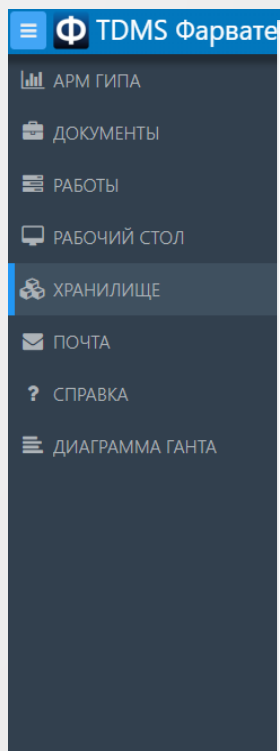 Ф TDMS Фарвате
АРМ ГИПА
ДОКУМЕНТЫ
РАБОТЫ
РАБОЧИЙ СТОЛ
ХРАНИЛИЩЕ
ПОЧТА
? СПРАВКА
ДИАГРАММА ГАНТА